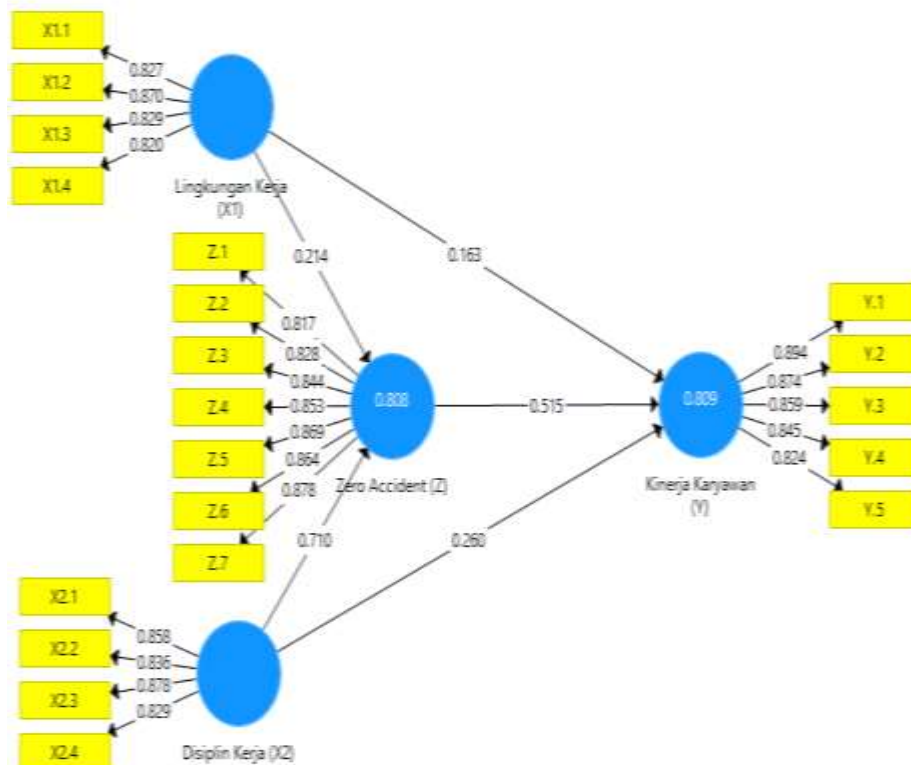 X1.1
0.827
X1.2
0.870
X1.3
0.829
X1.4
0.820
Lingkungan Kerja
(X1)
0.214
0.163
Z.1
0.817
Z.2
0.828
Z.3
0.844
Z.4
0.853
Z.5
0.869
Z.6
0.864
Z.7
0.878
0.808
Zero Accident (Z)
0.515
0.710
0.809
Kinerja Karyawan
(Y)
0.260
Y.1
0.894
Y.2
0.874
Y.3
0.859
Y.4
0.845
Y.5
0.824
X2.1
0.858
X2.2
0.836
X2.3
0.878
X2.4
0.829
Disiplin Kerja (X2)